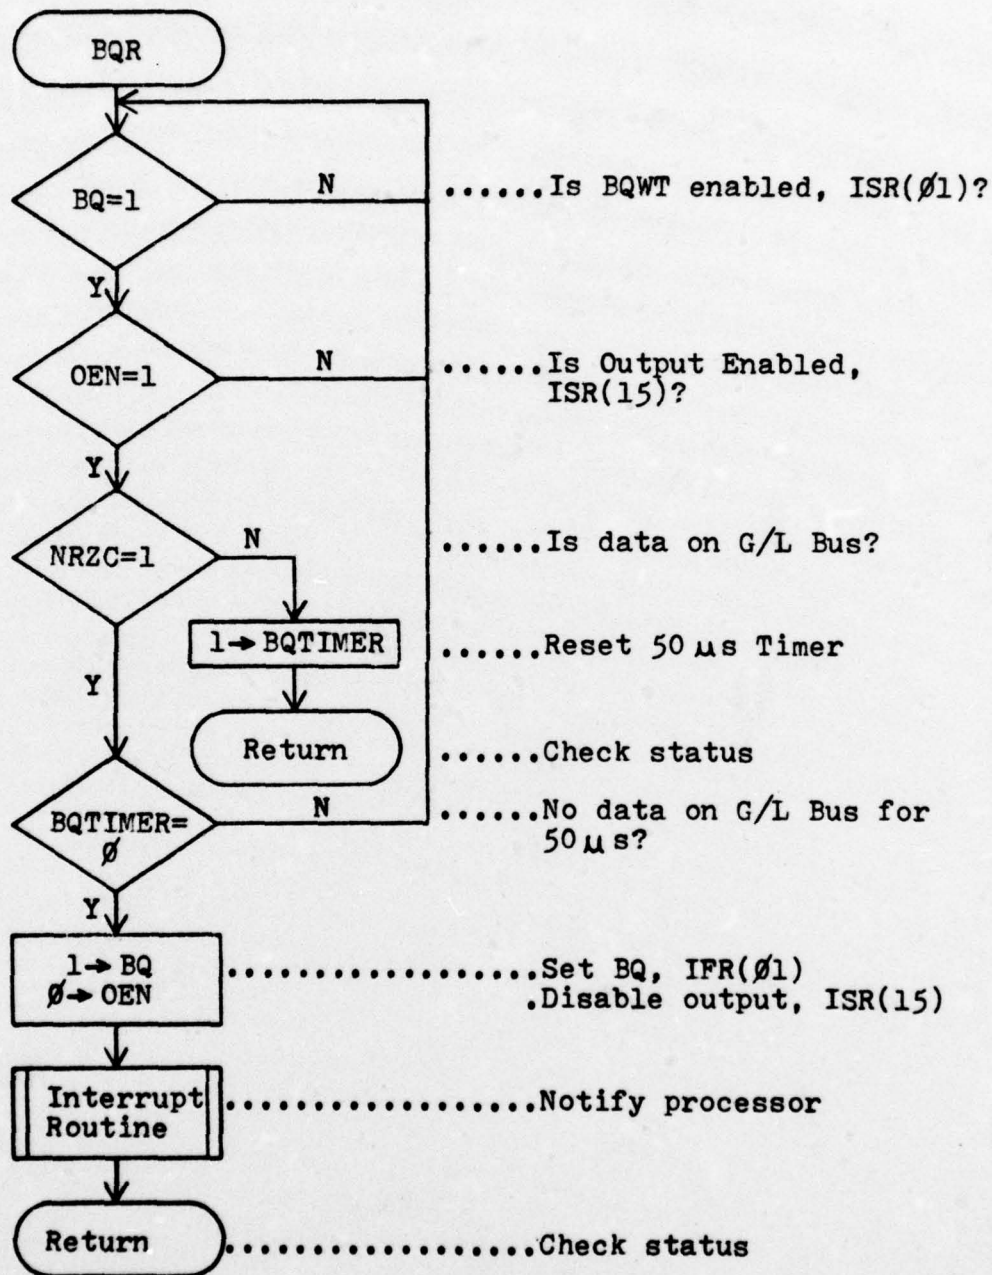 BQR
BQ=1
N
......Is BQWT enabled, ISR(Ø1)?
Y
OEN=1
N
......Is Output Enabled,
ISR(15)?
Y
NRZC=1
N
......Is data on G/L Bus?
1→BQTIMER
......Reset 50 μs Timer
Y
Return
......Check status
BQTIMER=
Ø
N
......No data on G/L Bus for
50 μs?
Y
1→BQ
..................Set BQ, IFR(Ø1)
Ø→OEN
.Disable output, ISR(15)
Interrupt
Routine
..................Notify processor
Return
..................Check status